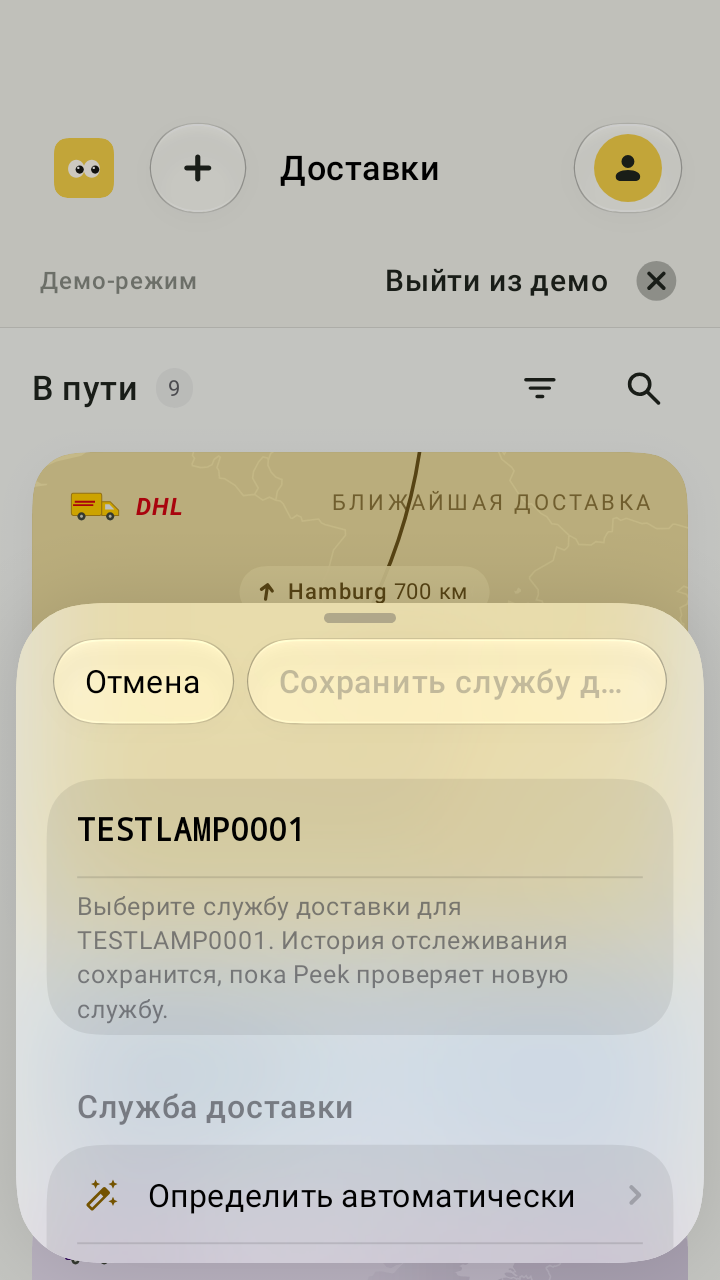 Доставки
Демо-режим
Выйти из демо
В пути
9
DHL
БЛИЖАЙШАЯ ДОСТАВКА
Hamburg 700 км
Отмена
Сохранить службу д...
TESTLAMP0001
Выберите службу доставки для
TESTLAMP0001. История отслеживания
сохранится, пока Peek проверяет новую
службу.
Служба доставки
Определить автоматически